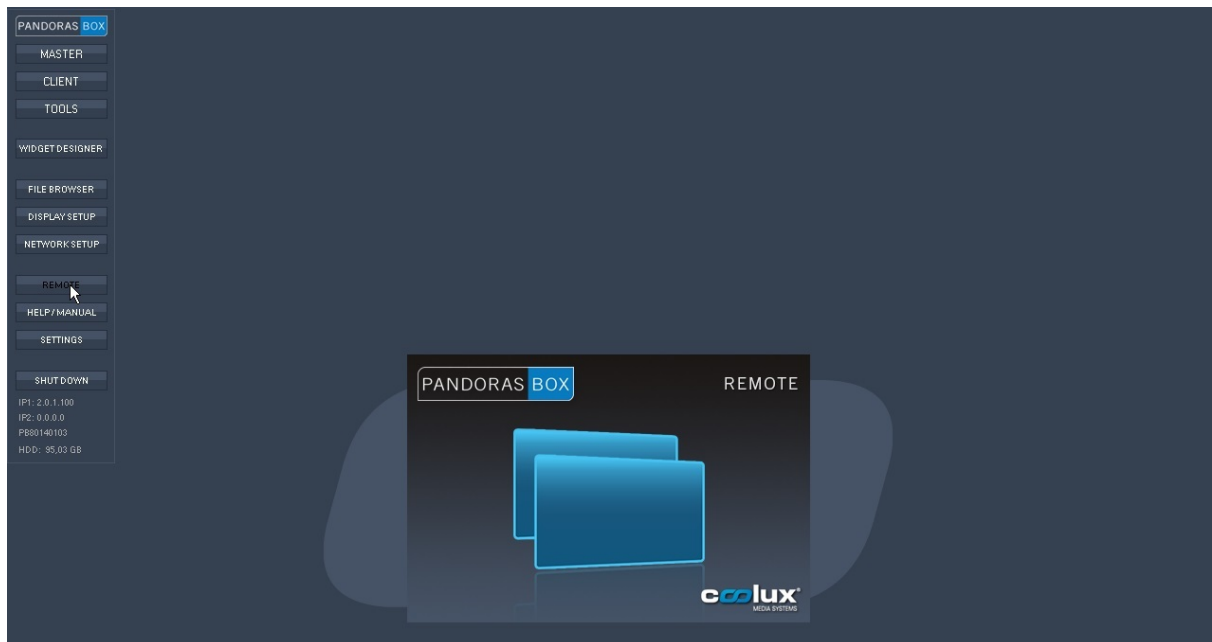 PANDORAS BOX
MASTER
CLIENT
TOOLS
WIDGET DESIGNER
FILE BROWSER
DISPLAY SETUP
NETWORK SETUP
REMOTE
HELP / MANUAL
SETTINGS
SHUT DOWN
IP1: 2.0.1.100
IP2: 0.0.0.0
PB80140103
HDD: 95,03 GB
PANDORAS BOX REMOTE
coolux®
MEDIA SYSTEMS